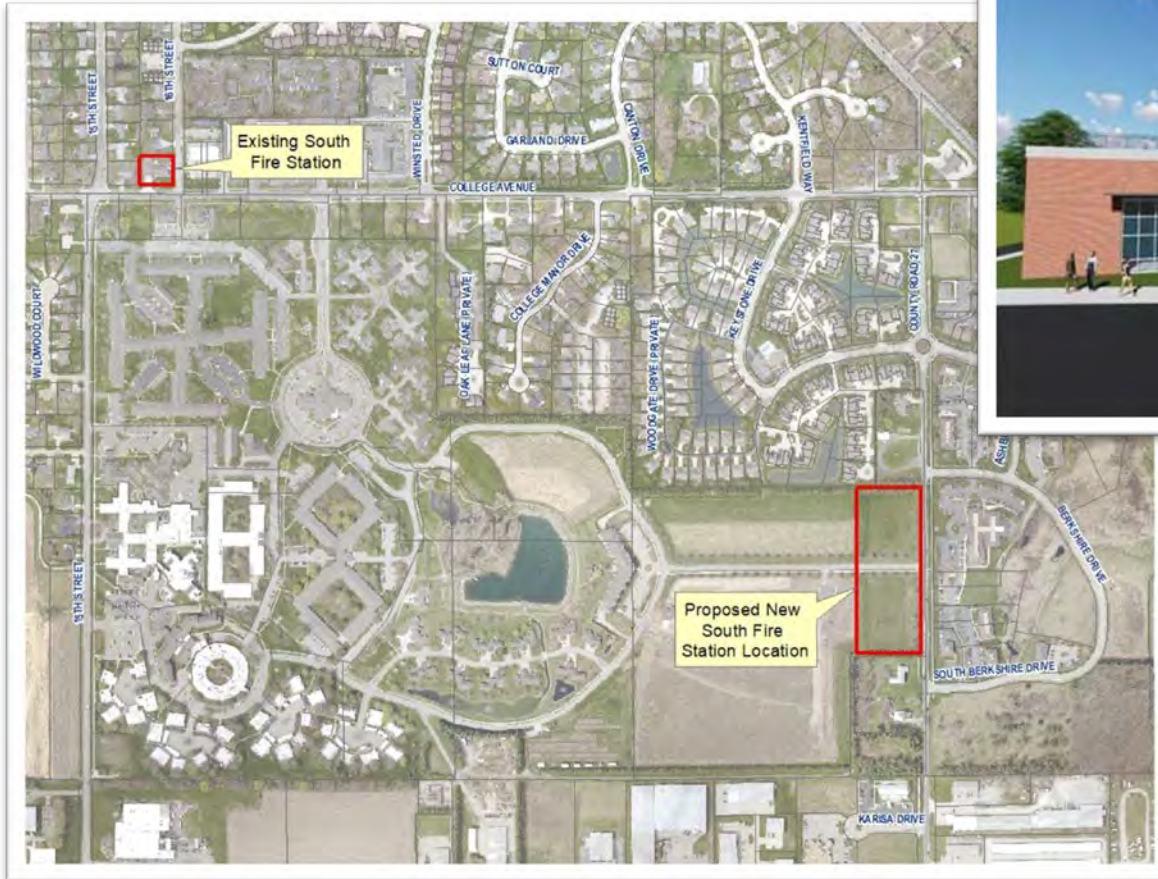 15TH STREET
16TH STREET
SUTTON COURT
GARLAND DRIVE
WINSTED DRIVE
CANTON DRIVE
KENTFIELD WAY
Existing South
Fire Station
COLLEGE AVENUE
WILDWOOD COURT
OAK LEAF LANE (PRIVATE)
COLLEGE MANOR DRIVE
WOODGATE DRIVE (PRIVATE)
KEYSTONE DRIVE
COUNTY ROAD 27
BERKSHIRE DRIVE
15TH STREET
Proposed New
South Fire
Station Location
SOUTH BERKSHIRE DRIVE
KARISA DRIVE